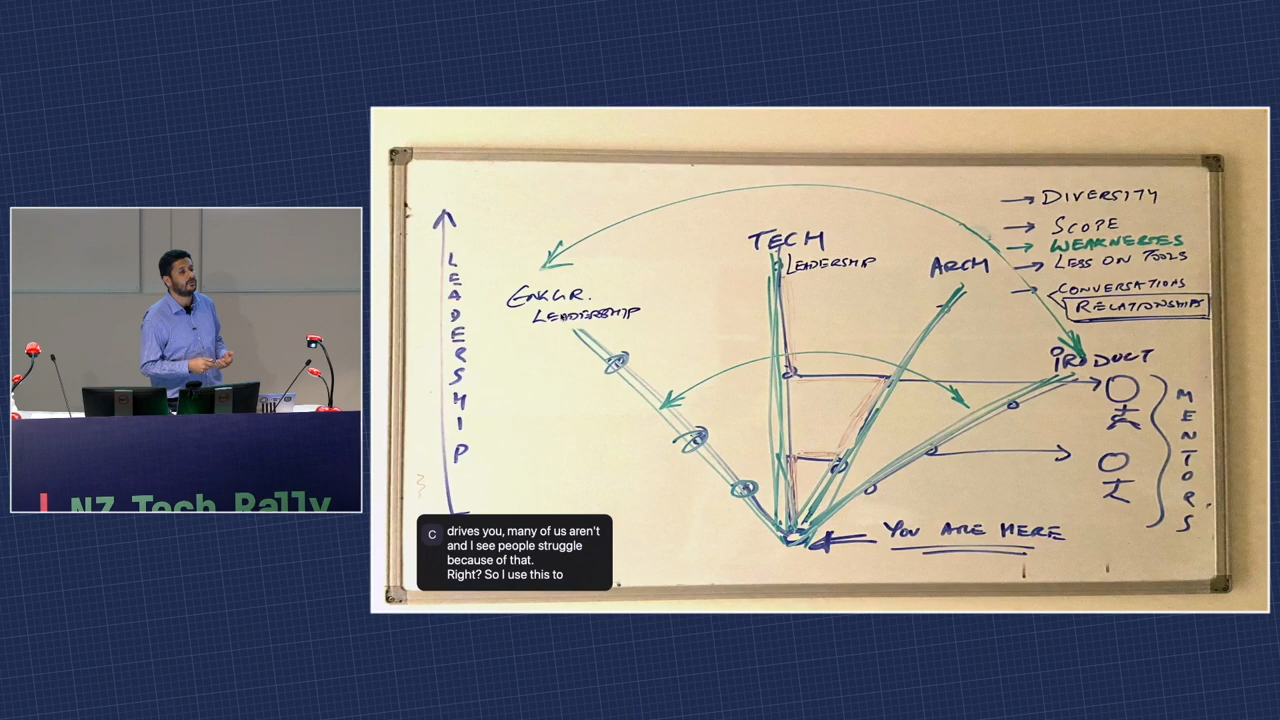 DIVERSITY
SCOPE
WEAKNESSES
LESS ON TOOLS
CONVERSATIONS
RELATIONSHIPS
TECH
LEADERSHIP
ARCH
ENGGR.
LEADERSHIP
LEADERSHIP
PRODUCT
MENTORS
YOU ARE HERE
C
drives you, many of us aren't
and I see people struggle
because of that.
Right? So I use this to
NZ Tech Rally